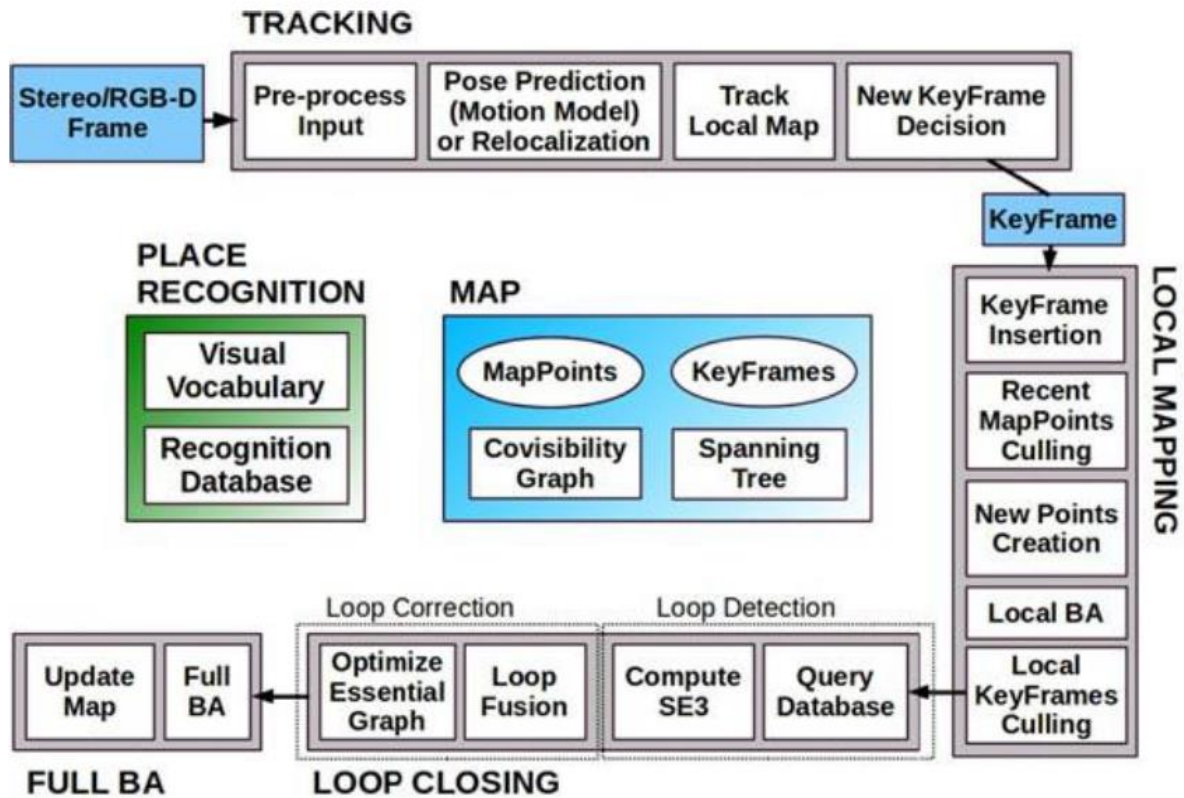 TRACKING
Stereo/RGB-D
Frame
Pre-process
Input
Pose Prediction
(Motion Model)
or Relocalization
Track
Local Map
New KeyFrame
Decision
KeyFrame
PLACE
RECOGNITION
Visual
Vocabulary
Recognition
Database
MAP
MapPoints
KeyFrames
Covisibility
Graph
Spanning
Tree
LOCAL MAPPING
KeyFrame
Insertion
Recent
MapPoints
Culling
New Points
Creation
Local BA
Local
KeyFrames
Culling
Loop Correction
Loop Detection
Optimize
Essential
Graph
Loop
Fusion
Compute
SE3
Query
Database
LOOP CLOSING
Update
Map
Full
BA
FULL BA